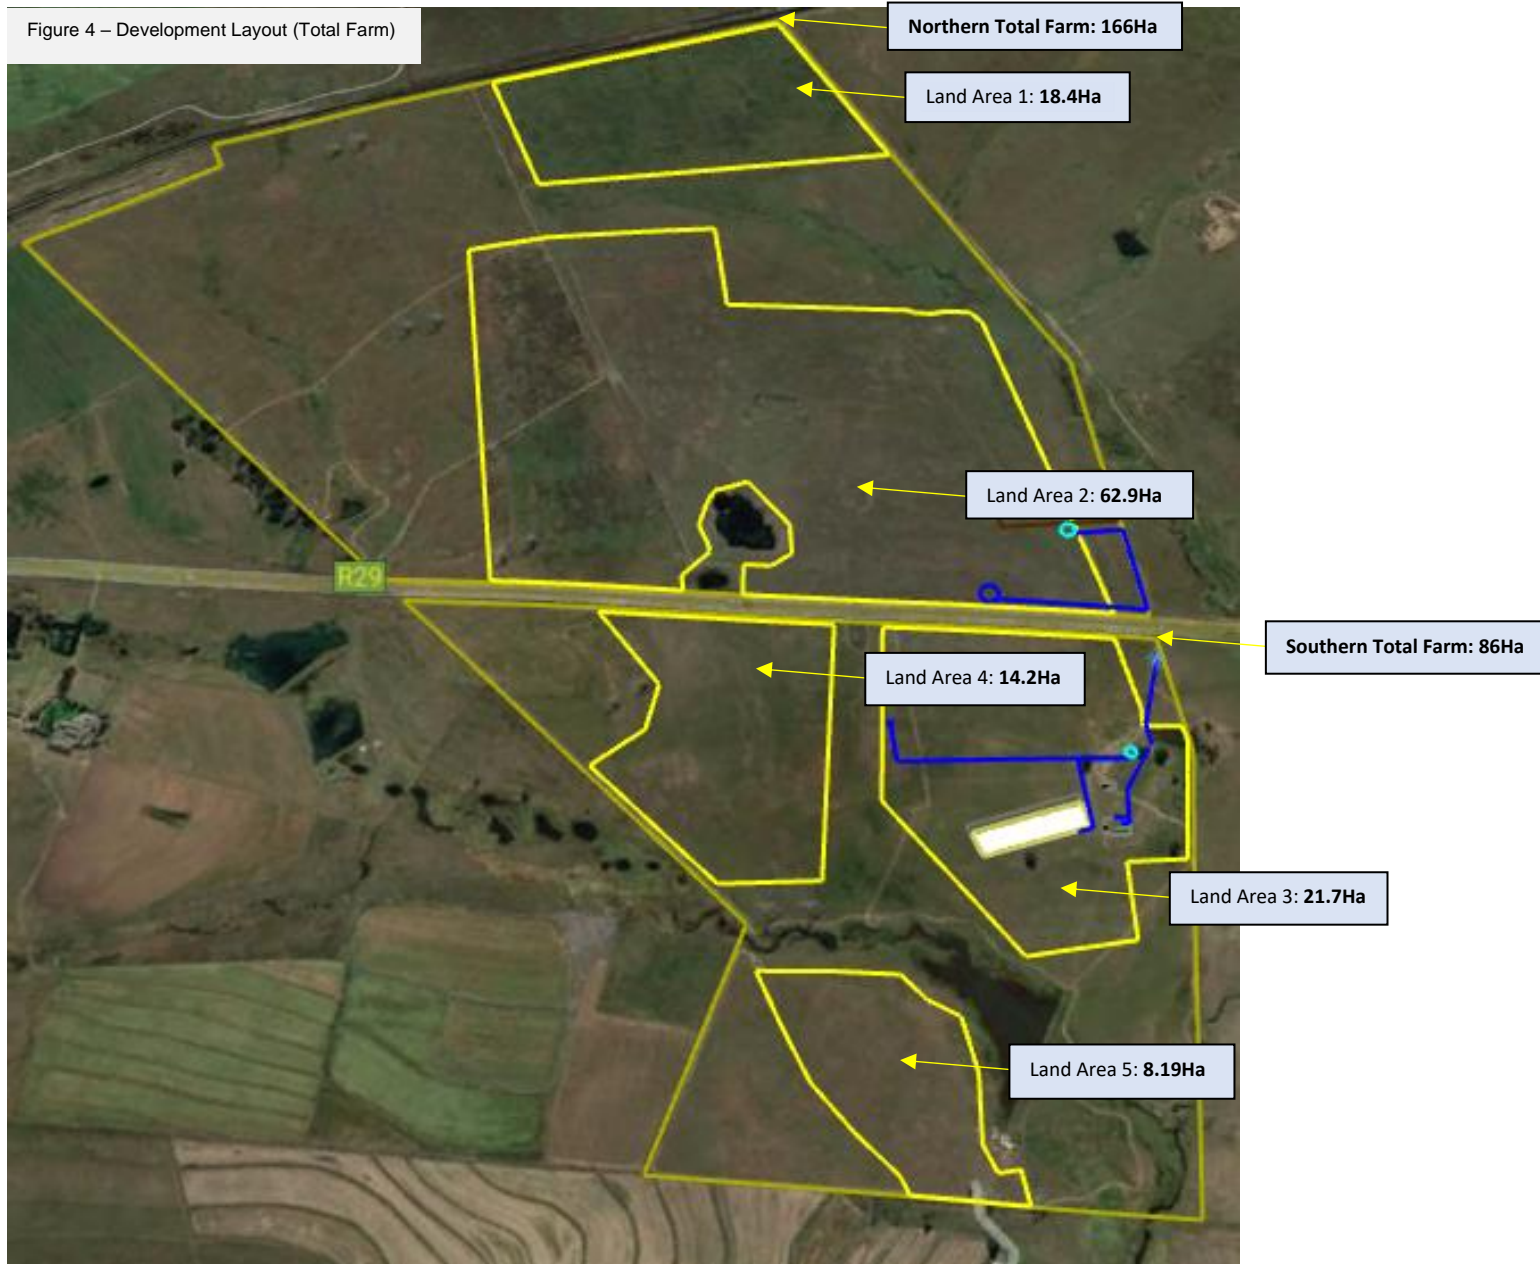 Figure 4 – Development Layout (Total Farm)
Northern Total Farm: 166Ha
Land Area 1: 18.4Ha
Land Area 2: 62.9Ha
R29
Southern Total Farm: 86Ha
Land Area 4: 14.2Ha
Land Area 3: 21.7Ha
Land Area 5: 8.19Ha